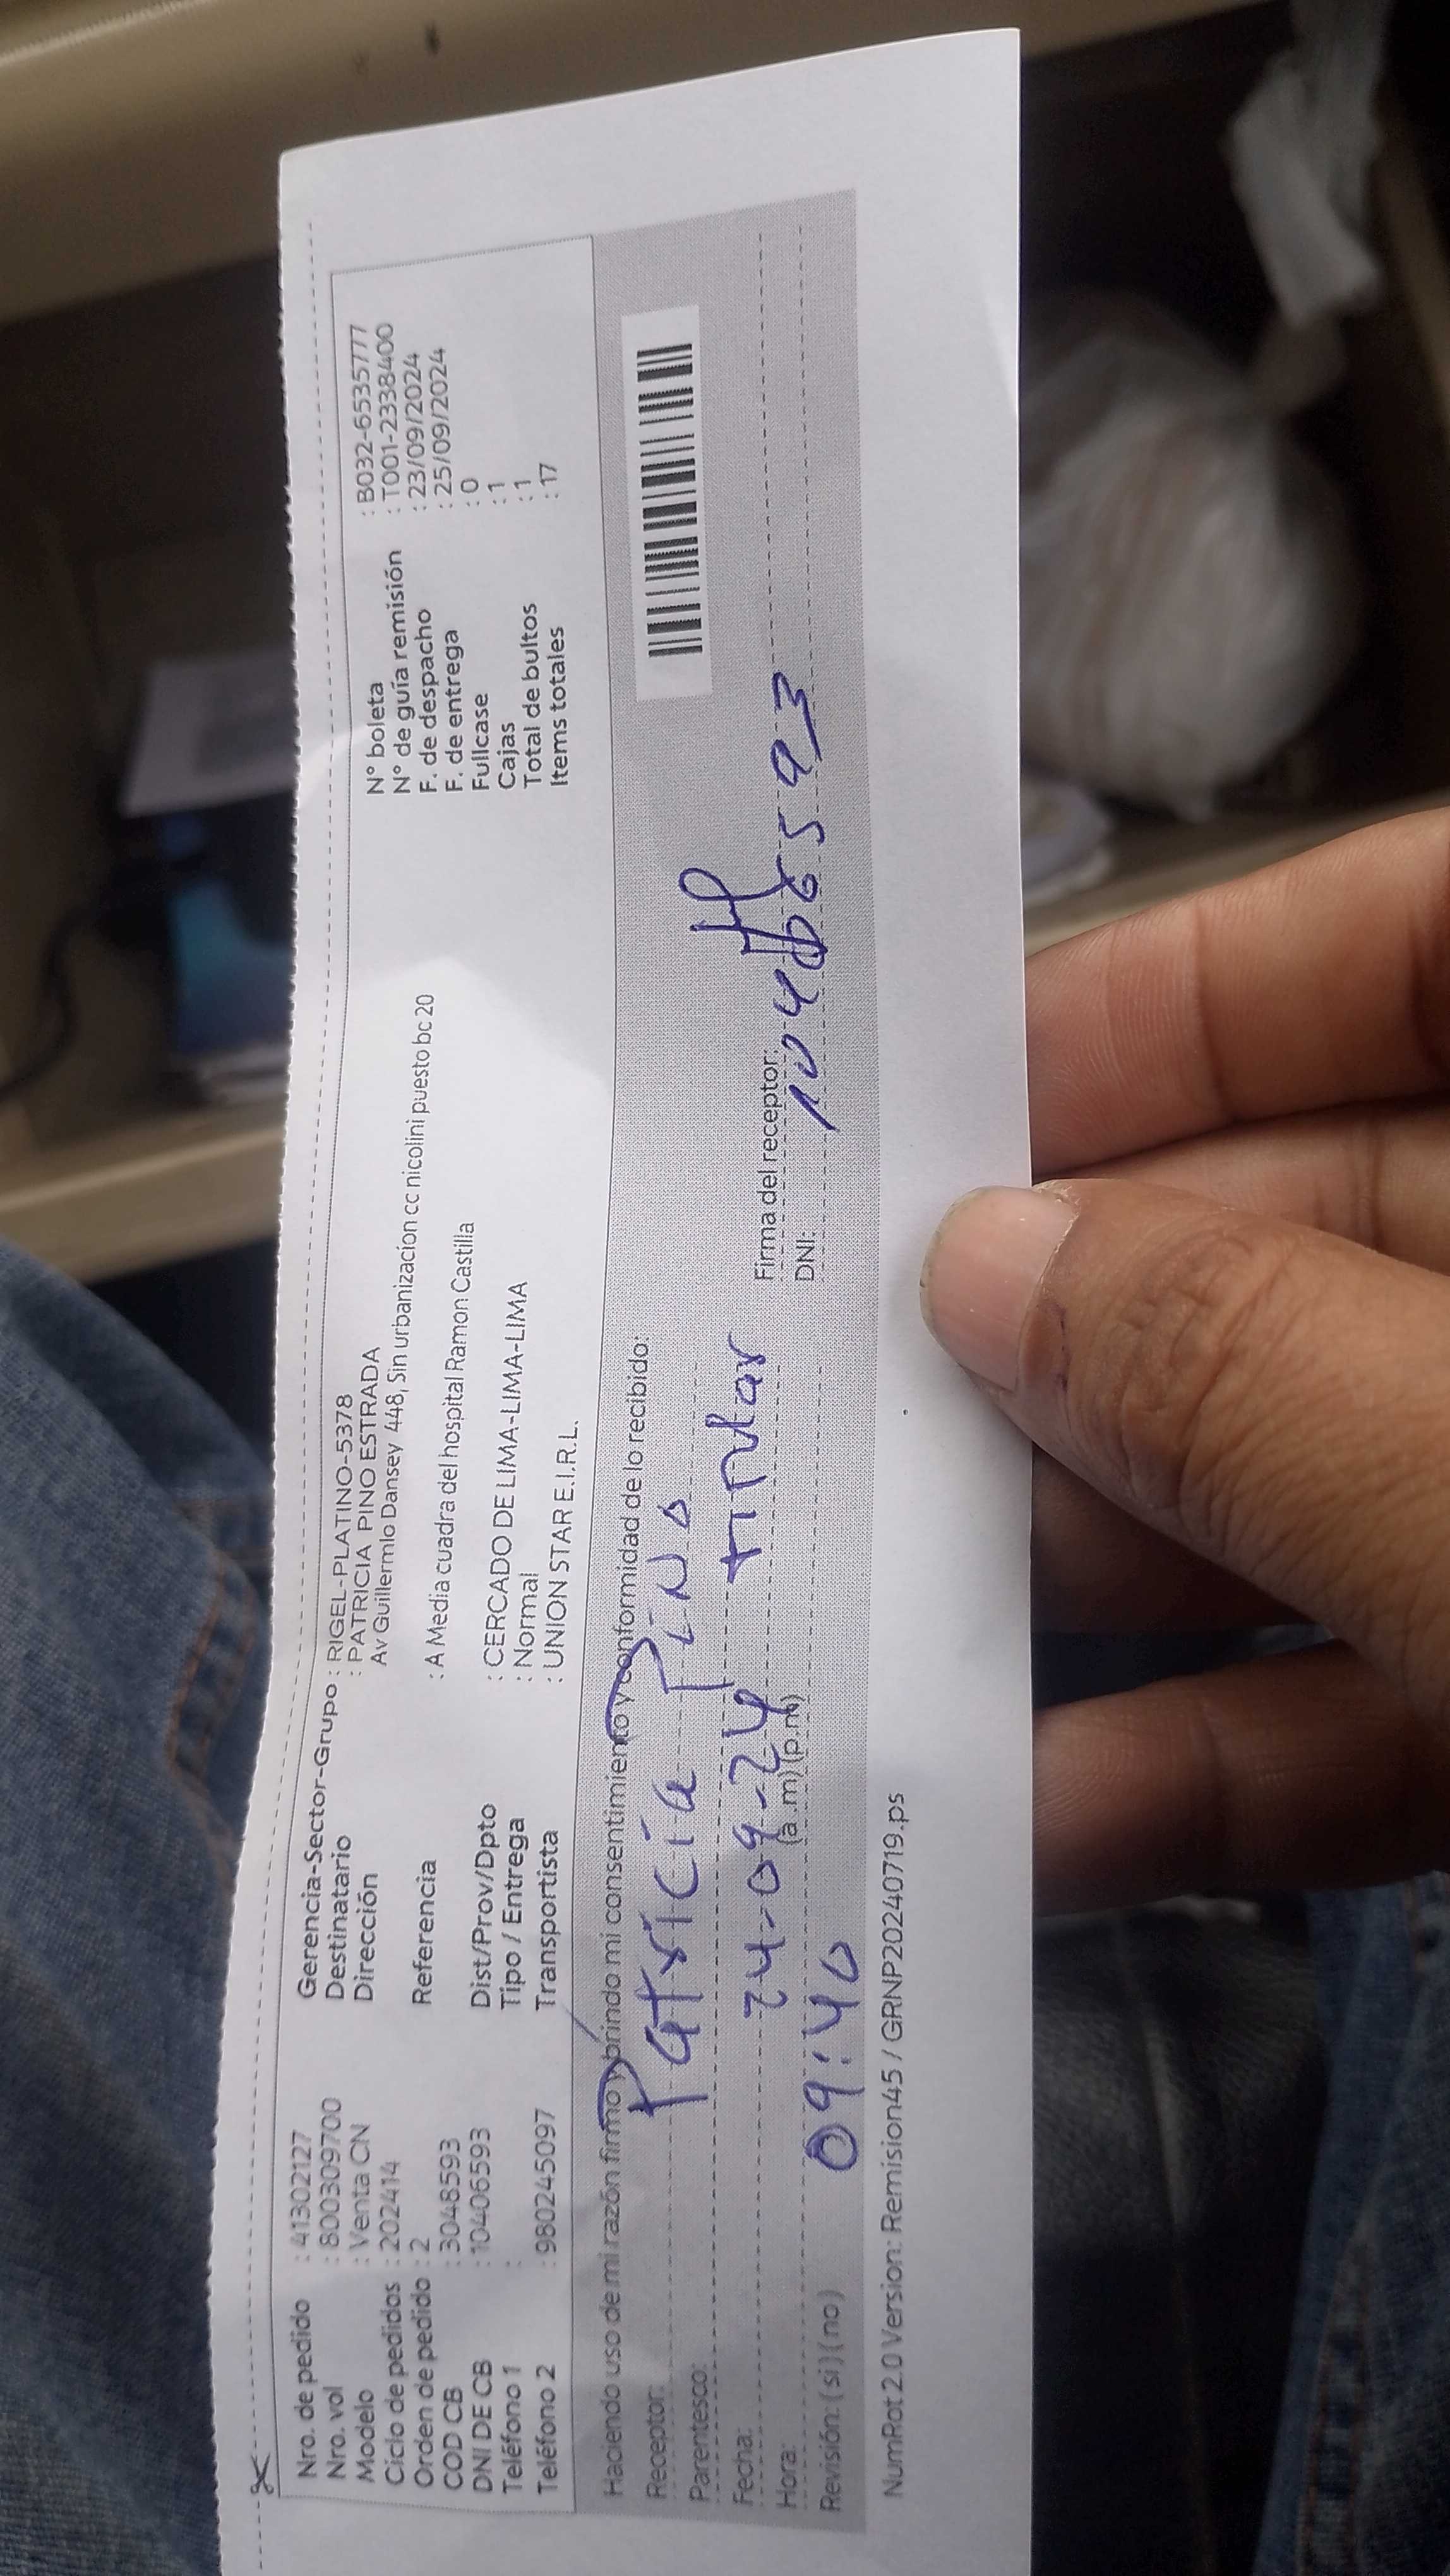 Nro. de pedido : 41302127
Nro. vol : 800309700
Modelo : Venta CN
Ciclo de pedidos : 202414
Orden de pedido : 2
COD CB : 30485593
DNI DE CB : 10406593
Teléfono 1 :
Teléfono 2 : 980245097
Gerencia-Sector-Grupo : RIGEL-PLATINO-5378
Destinatario : PATRICIA PINO ESTRADA
Dirección Av Guillermlo Dansey 448, Sin urbanizacion cc nicolini puesto bc 20
Referencia : A Media cuadra del hospital Ramon Castilla
Dist/Prov/Dpto : CERCADO DE LIMA-LIMA-LIMA
Tipo / Entrega : Normal
Transportista : UNION STAR E.I.R.L.
N° boleta : B032-6535777
N° de guía remisión : T001-2338400
F. de despacho : 23/09/2024
F. de entrega : 25/09/2024
Fullcase : 0
Cajas : 1
Total de bultos : 1
Items totales : 17
Haciendo uso de mi razón firmo y brindo mi consentimiento y conformidad de lo recibido:
Receptor: Patricia Pino
Parentesco: titular
Fecha: 24-09-24
Hora: 09:40 (a.m) (p.m)
Revisión: ( si ) ( no )
Firma del receptor:
DNI: 10406593
NumRot 2.0 Version: Remision45 / GRNP20240719.ps